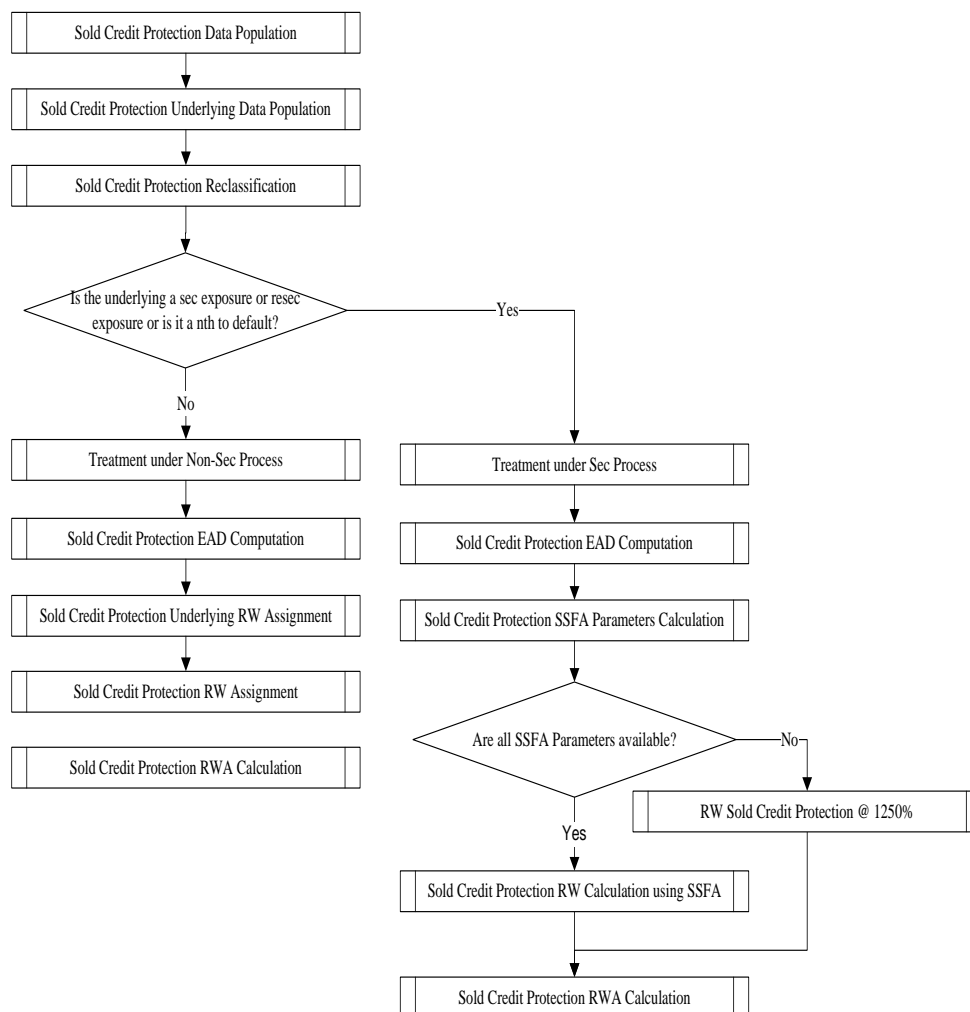 Sold Credit Protection Data Population
Sold Credit Protection Underlying Data Population
Sold Credit Protection Reclassification
Is the underlying a sec exposure or resec
exposure or is it a nth to default?
Yes
No
Treatment under Non-Sec Process
Sold Credit Protection EAD Computation
Sold Credit Protection Underlying RW Assignment
Sold Credit Protection RW Assignment
Sold Credit Protection RWA Calculation
Treatment under Sec Process
Sold Credit Protection EAD Computation
Sold Credit Protection SSFA Parameters Calculation
Are all SSFA Parameters available?
No
RW Sold Credit Protection @ 1250%
Yes
Sold Credit Protection RW Calculation using SSFA
Sold Credit Protection RWA Calculation